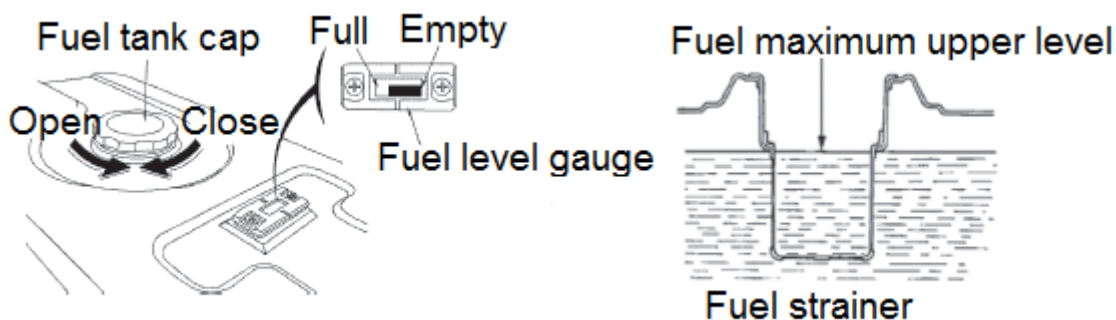 Fuel tank cap
Full Empty
Open Close
Fuel level gauge
Fuel maximum upper level
Fuel strainer